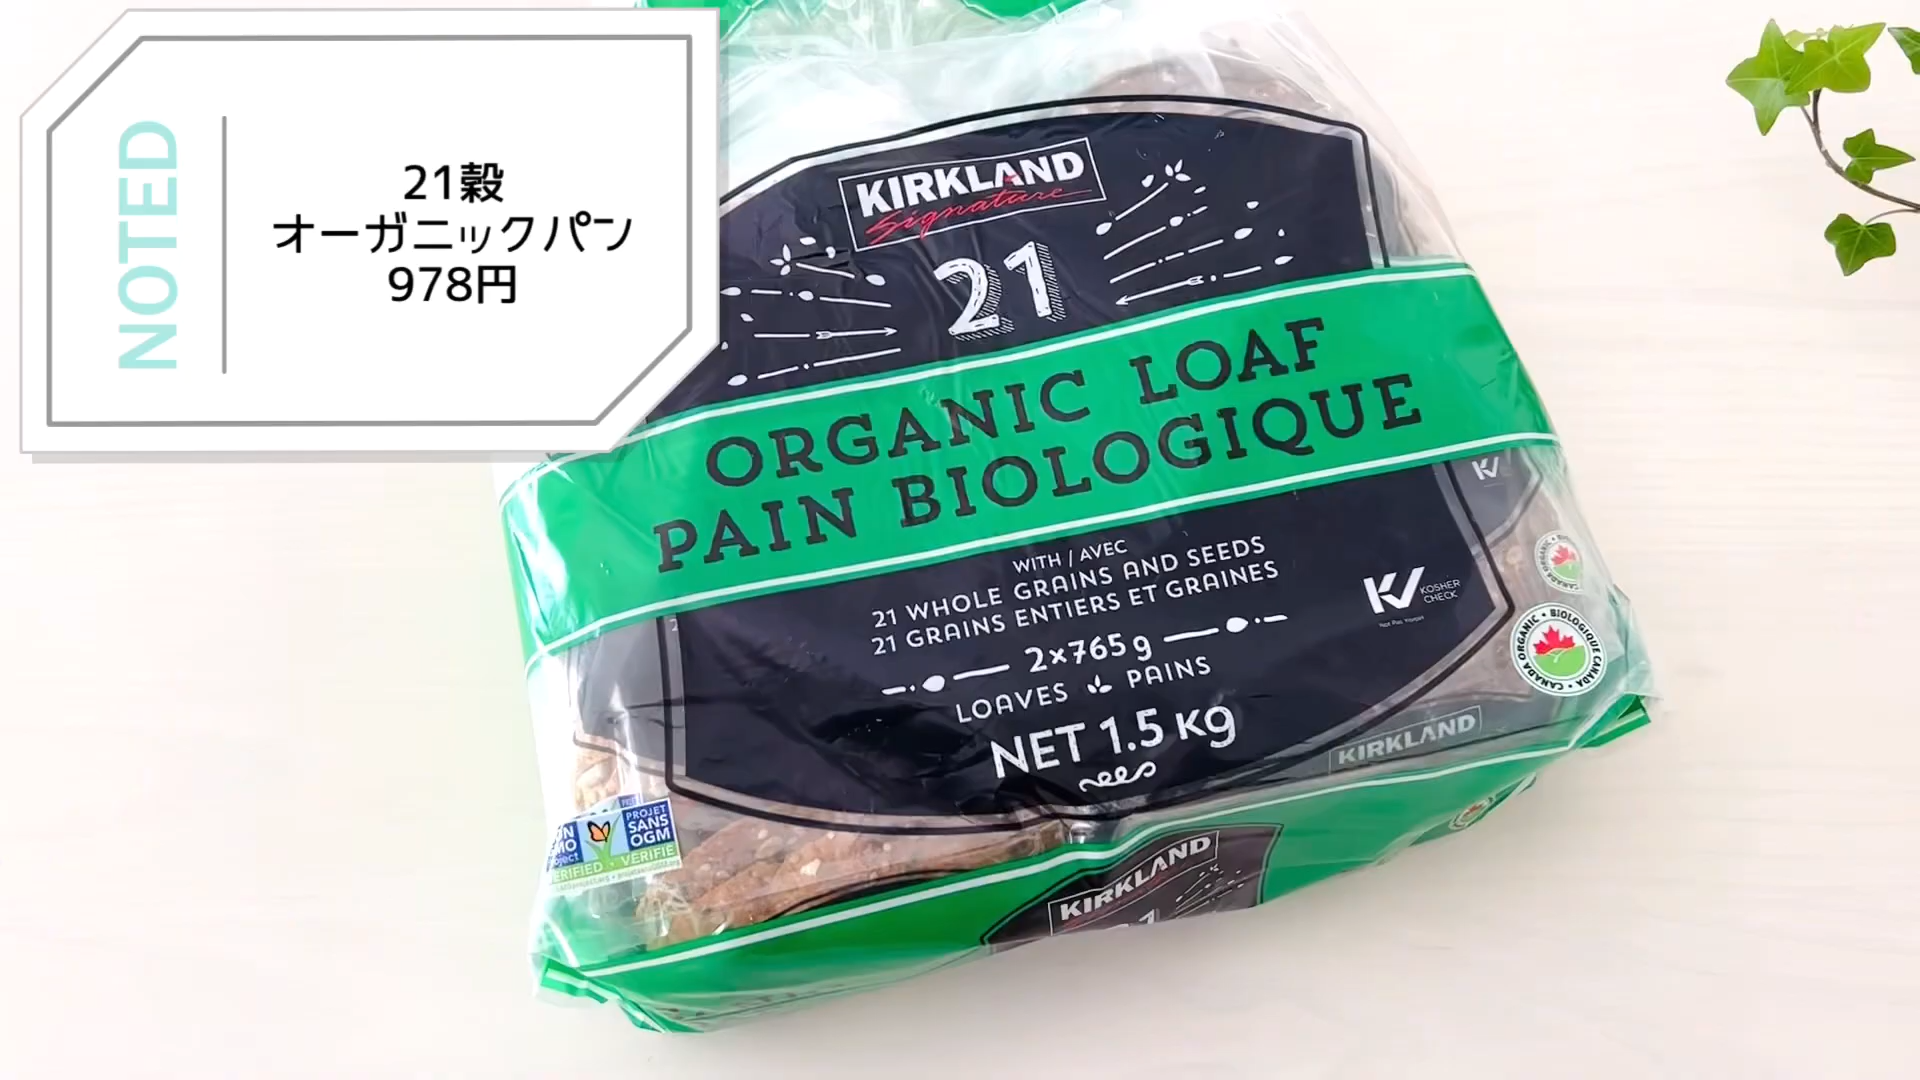 NOTED
21穀
オーガニックパン
978円
KIRKLAND
Signature
21
ORGANIC LOAF
PAIN BIOLOGIQUE
WITH / AVEC
21 WHOLE GRAINS AND SEEDS
21 GRAINS ENTIERS ET GRAINES
2×765 g
LOAVES PAINS
NET 1.5 Kg
KOSHER
CHECK
CANADA ORGANIC • BIOLOGIQUE CANADA •
KIRKLAND
PROJET
SANS
OGM
VERIFIÉ
KIRKLAND